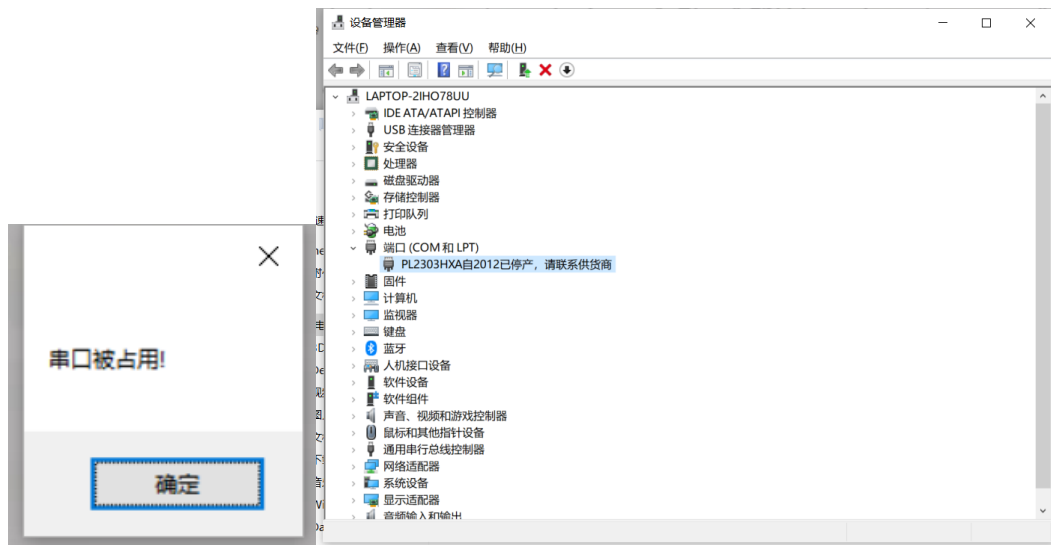 串口被占用!
确定
设备管理器
文件(F) 操作(A) 查看(V) 帮助(H)
LAPTOP-2IHO78UU
IDE ATA/ATAPI 控制器
USB 连接器管理器
安全设备
处理器
磁盘驱动器
存储控制器
打印队列
电池
端口 (COM 和 LPT)
PL2303HXA自2012已停产，请联系供货商
固件
计算机
监视器
键盘
蓝牙
人机接口设备
软件设备
软件组件
声音、视频和游戏控制器
鼠标和其他指针设备
通用串行总线控制器
网络适配器
系统设备
显示适配器
音频输入和输出